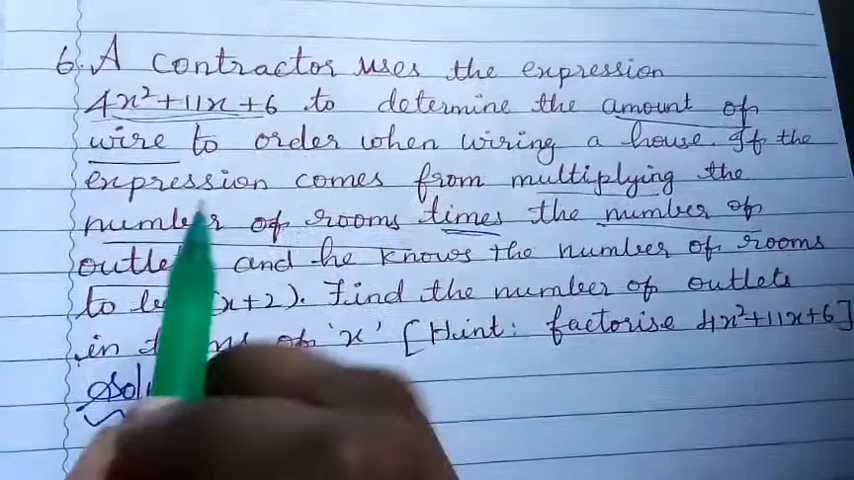 6. A contractor uses the expression
4x²+11x+6 to determine the amount of
wire to order when wiring a house. If the
expression comes from multiplying the
number of rooms times the number of
and he knows the number of rooms
to (x+2). Find the number of outlets
in of 'x' [Hint: factorise 4x²+11x+6]